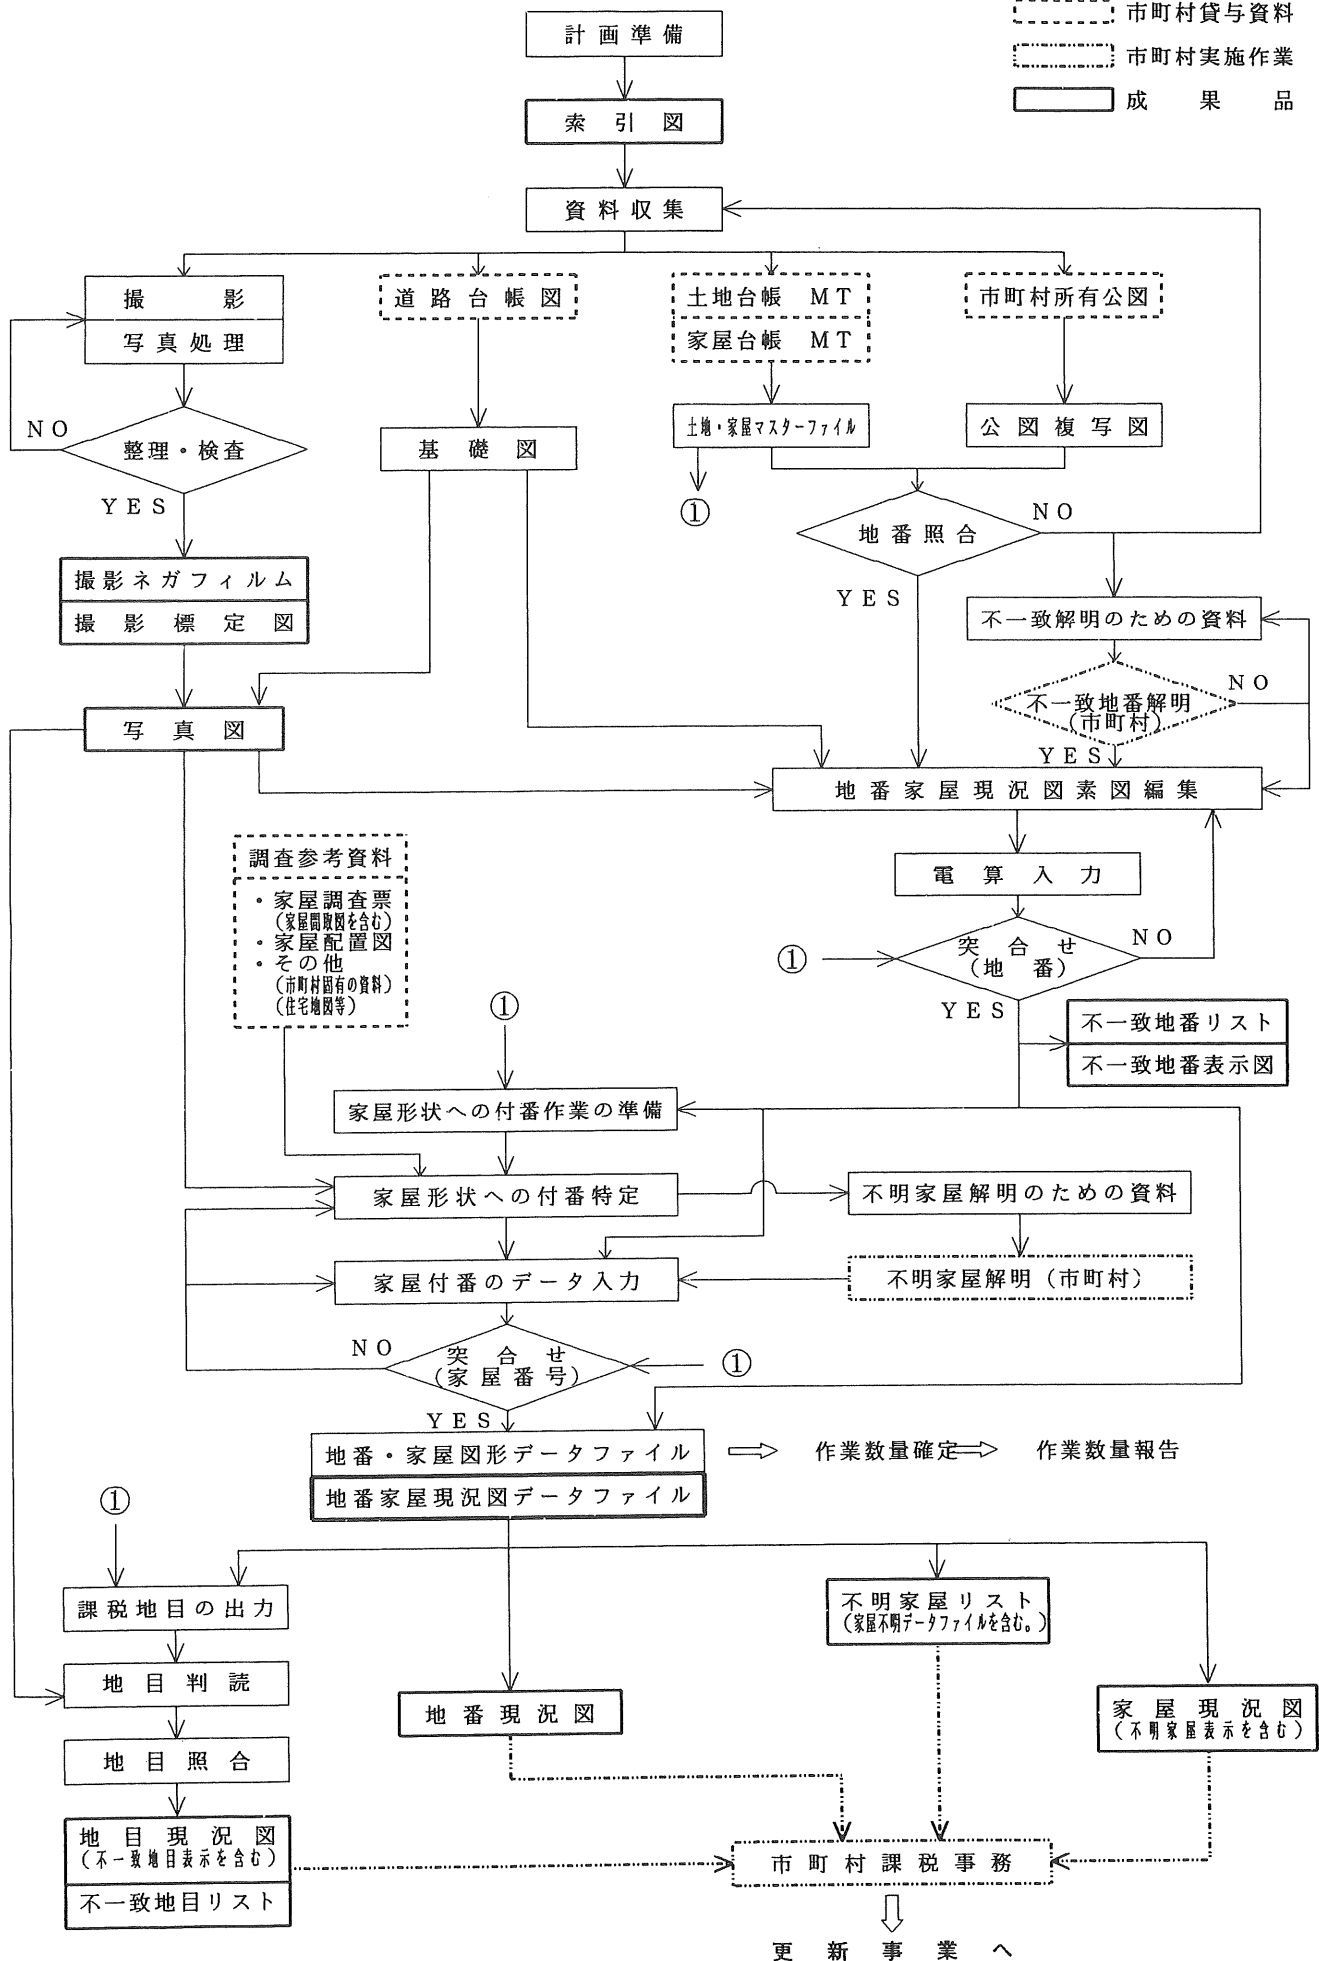 市町村貸与資料
市町村実施作業
成果品
計画準備
索引図
資料収集
撮影
写真処理
道路台帳図
土地台帳 MT
家屋台帳 MT
市町村所有公図
NO
整理・検査
YES
基礎図
土地・家屋マスターファイル
①
公図複写図
地番照合
NO
YES
撮影ネガフィルム
撮影標定図
不一致解明のための資料
不一致地番解明
(市町村)
NO
YES
写真図
地番家屋現況図素図編集
電算入力
①
突合せ
(地番)
NO
YES
調査参考資料
・家屋調査票
(家屋間取図を含む)
・家屋配置図
・その他
(市町村固有の資料)
(住宅地図等)
不一致地番リスト
不一致地番表示図
①
家屋形状への付番作業の準備
家屋形状への付番特定
不明家屋解明のための資料
家屋付番のデータ入力
不明家屋解明(市町村)
NO
突合せ
(家屋番号)
①
YES
地番・家屋図形データファイル
作業数量確定
作業数量報告
地番家屋現況図データファイル
①
課税地目の出力
地目判読
地目照合
地目現況図
(不一致地目表示を含む)
不一致地目リスト
地番現況図
不明家屋リスト
(家屋不明データファイルを含む。)
家屋現況図
(不明家屋表示を含む)
市町村課税事務
更新事業へ